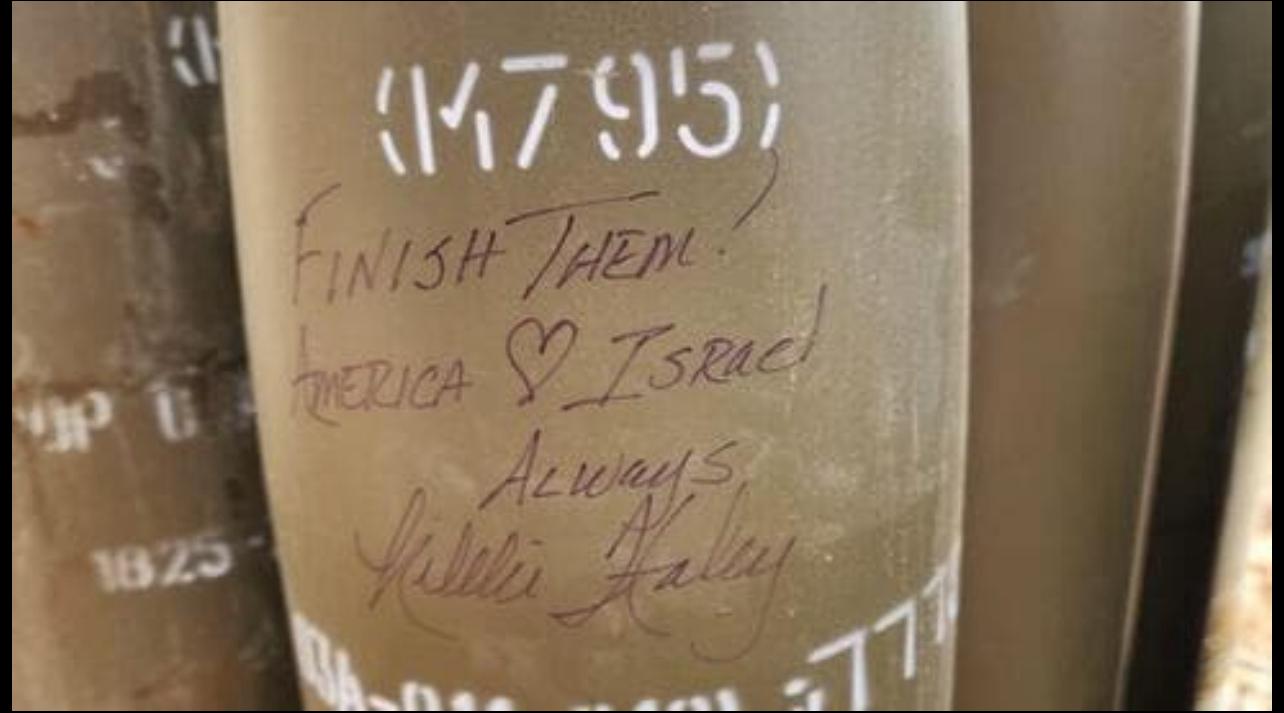 (M795)
FINISH THEM!
AMERICA ♡ ISRAEL
ALWAYS,
Nikki Haley
1825